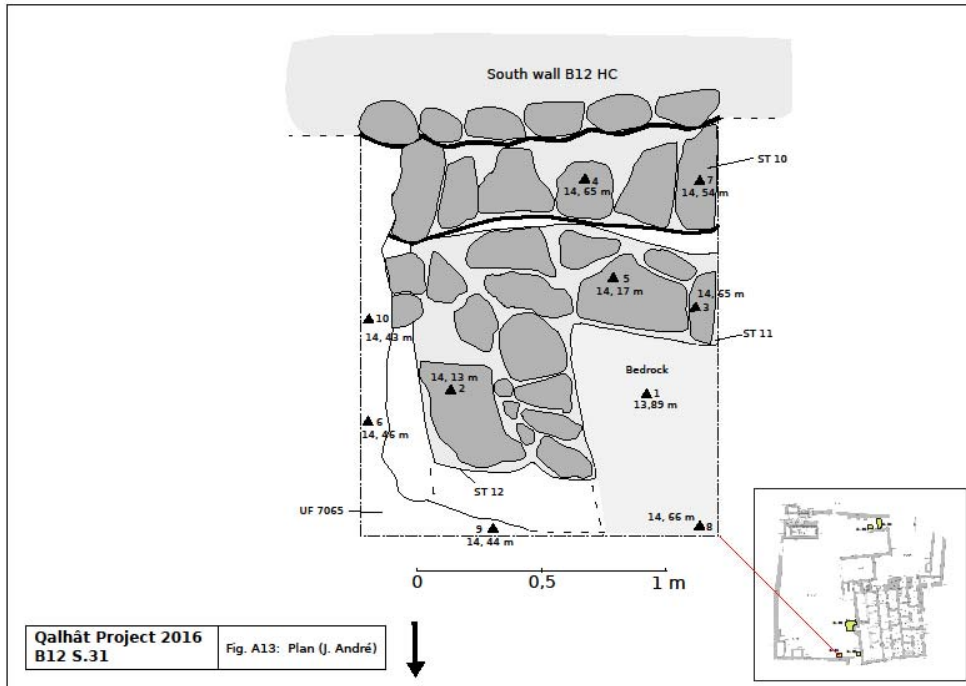 South wall B12 HC
ST 10
4
14, 65 m
7
14, 54 m
5
14, 17 m
14, 65 m
3
10
14, 43 m
ST 11
Bedrock
14, 13 m
2
1
13,89 m
6
14, 46 m
ST 12
UF 7065
9
14, 44 m
14, 66 m
8
0
0,5
1 m
Qalhât Project 2016
B12 S.31
Fig. A13: Plan (J. André)